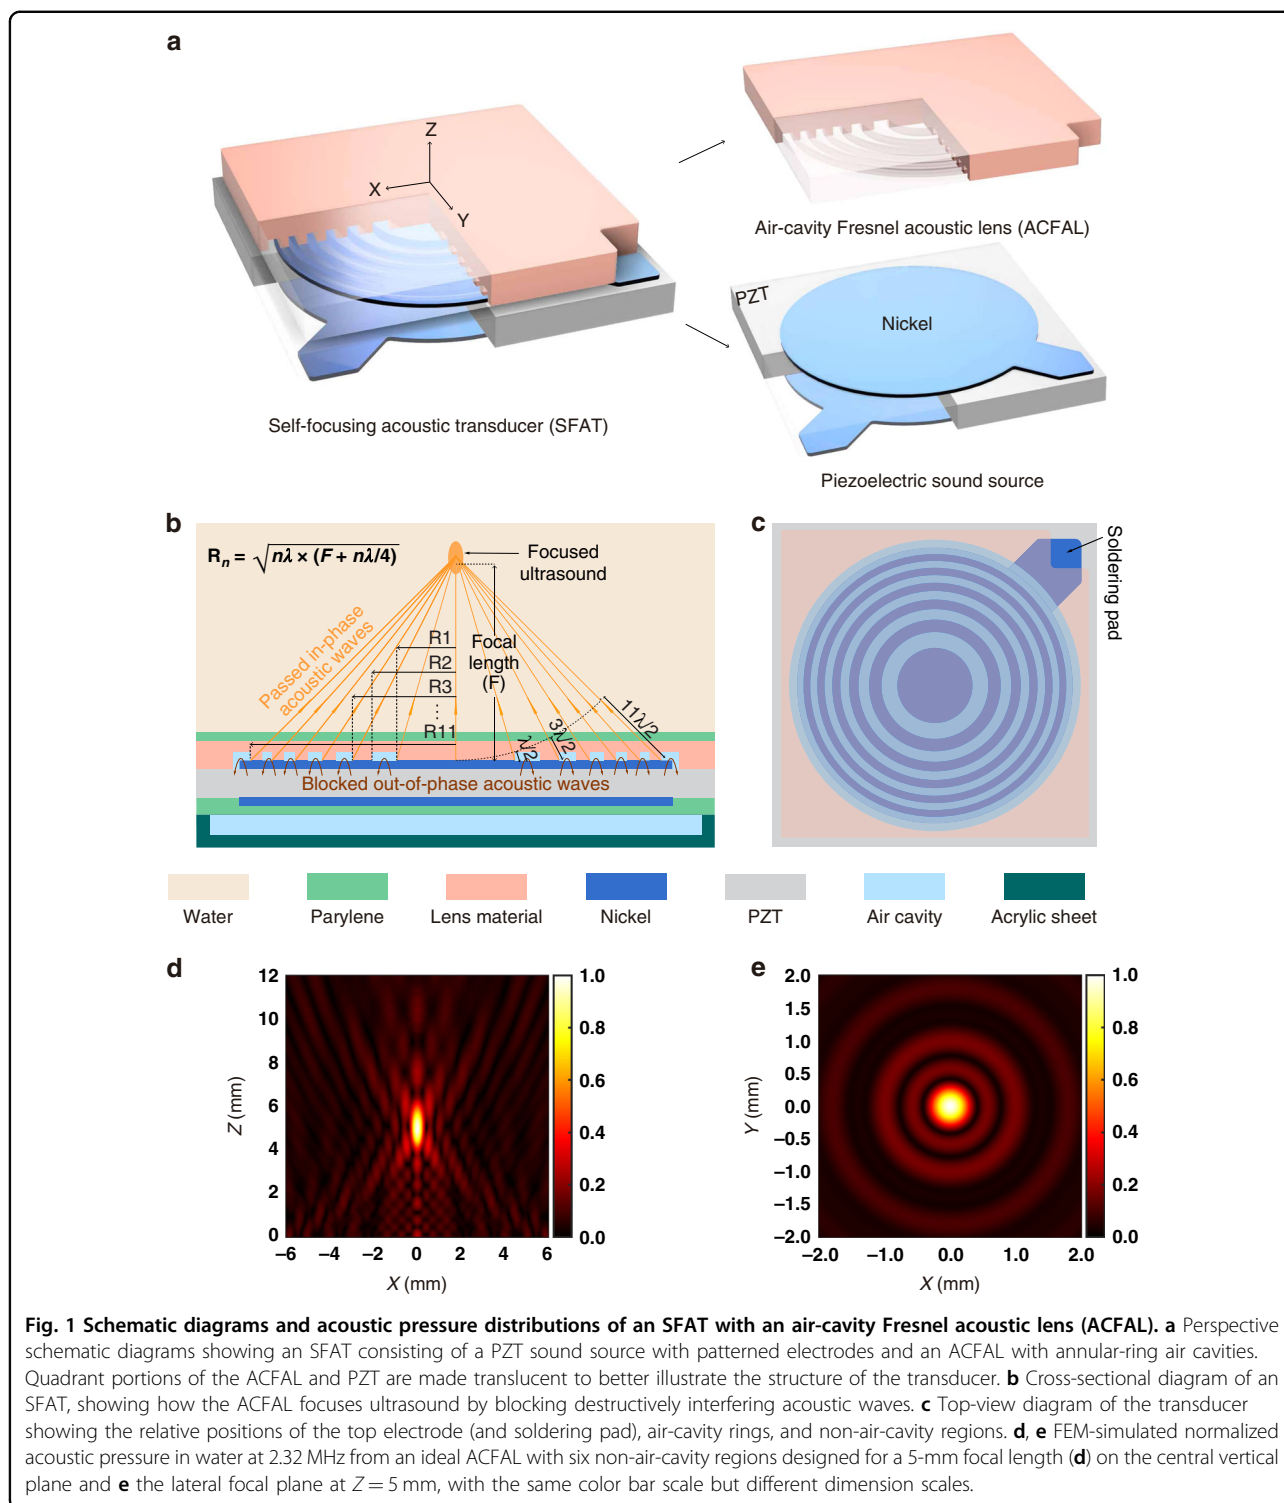 a
Z
X
Y
Self-focusing acoustic transducer (SFAT)
Air-cavity Fresnel acoustic lens (ACFAL)
PZT
Nickel
Piezoelectric sound source
b
Rₙ = √nλ × (F + nλ/4)
Focused
ultrasound
Passed in-phase
acoustic waves
R1
R2
R3
⋮
R11
Focal
length
(F)
λ/2
3λ/2
11λ/2
Blocked out-of-phase acoustic waves
c
Soldering
pad
Water
Parylene
Lens material
Nickel
PZT
Air cavity
Acrylic sheet
d
12
10
8
6
4
2
0
Z (mm)
–6 –4 –2 0 2 4 6
X (mm)
1.0
0.8
0.6
0.4
0.2
0.0
e
2.0
1.5
1.0
0.5
0.0
–0.5
–1.0
–1.5
–2.0
Y (mm)
–2.0 –1.0 0.0 1.0 2.0
X (mm)
1.0
0.8
0.6
0.4
0.2
0.0
Fig. 1 Schematic diagrams and acoustic pressure distributions of an SFAT with an air-cavity Fresnel acoustic lens (ACFAL). a Perspective
schematic diagrams showing an SFAT consisting of a PZT sound source with patterned electrodes and an ACFAL with annular-ring air cavities.
Quadrant portions of the ACFAL and PZT are made translucent to better illustrate the structure of the transducer. b Cross-sectional diagram of an
SFAT, showing how the ACFAL focuses ultrasound by blocking destructively interfering acoustic waves. c Top-view diagram of the transducer
showing the relative positions of the top electrode (and soldering pad), air-cavity rings, and non-air-cavity regions. d, e FEM-simulated normalized
acoustic pressure in water at 2.32 MHz from an ideal ACFAL with six non-air-cavity regions designed for a 5-mm focal length (d) on the central vertical
plane and e the lateral focal plane at Z = 5 mm, with the same color bar scale but different dimension scales.